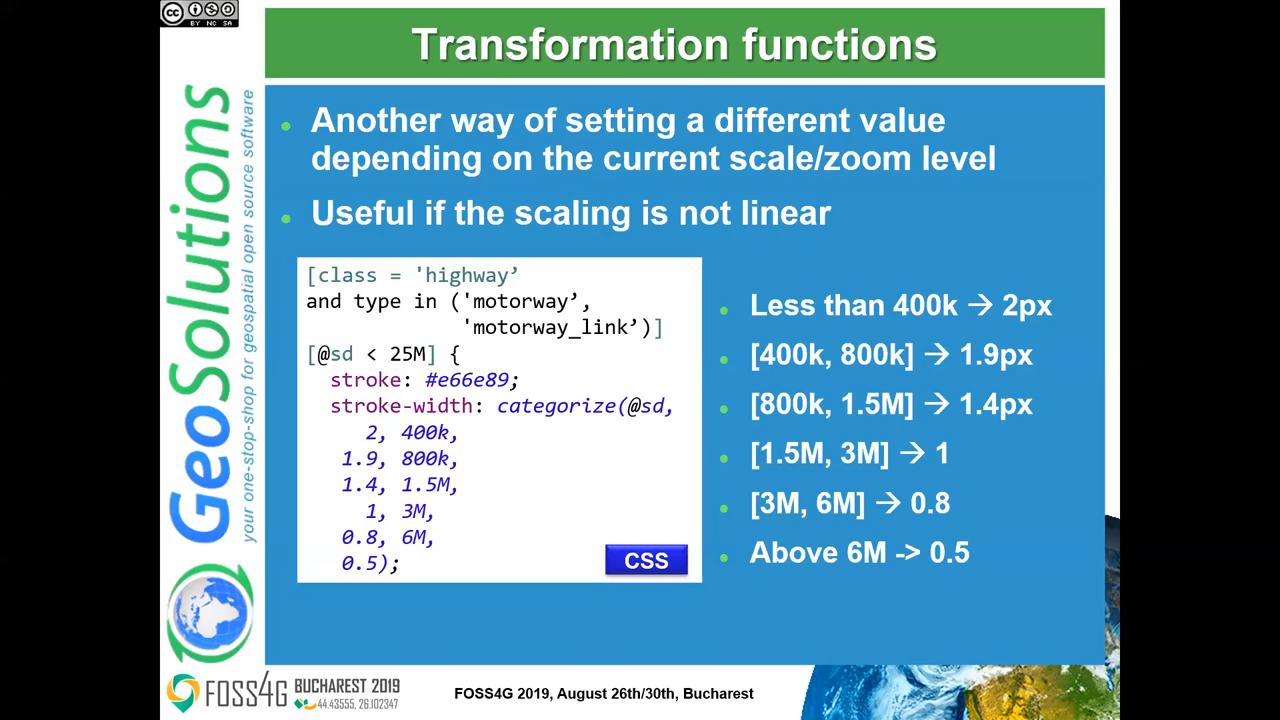 cc BY NC SA
Transformation functions
Another way of setting a different value
depending on the current scale/zoom level
Useful if the scaling is not linear
[class = 'highway’
and type in ('motorway’,
'motorway_link’)]
[@sd < 25M] {
stroke: #e66e89;
stroke-width: categorize(@sd,
2, 400k,
1.9, 800k,
1.4, 1.5M,
1, 3M,
0.8, 6M,
0.5);
CSS
Less than 400k → 2px
[400k, 800k] → 1.9px
[800k, 1.5M] → 1.4px
[1.5M, 3M] → 1
[3M, 6M] → 0.8
Above 6M -> 0.5
GeoSolutions
your one-stop-shop for geospatial open source software
FOSS4G BUCHAREST 2019
44.43555, 26.102347
FOSS4G 2019, August 26th/30th, Bucharest